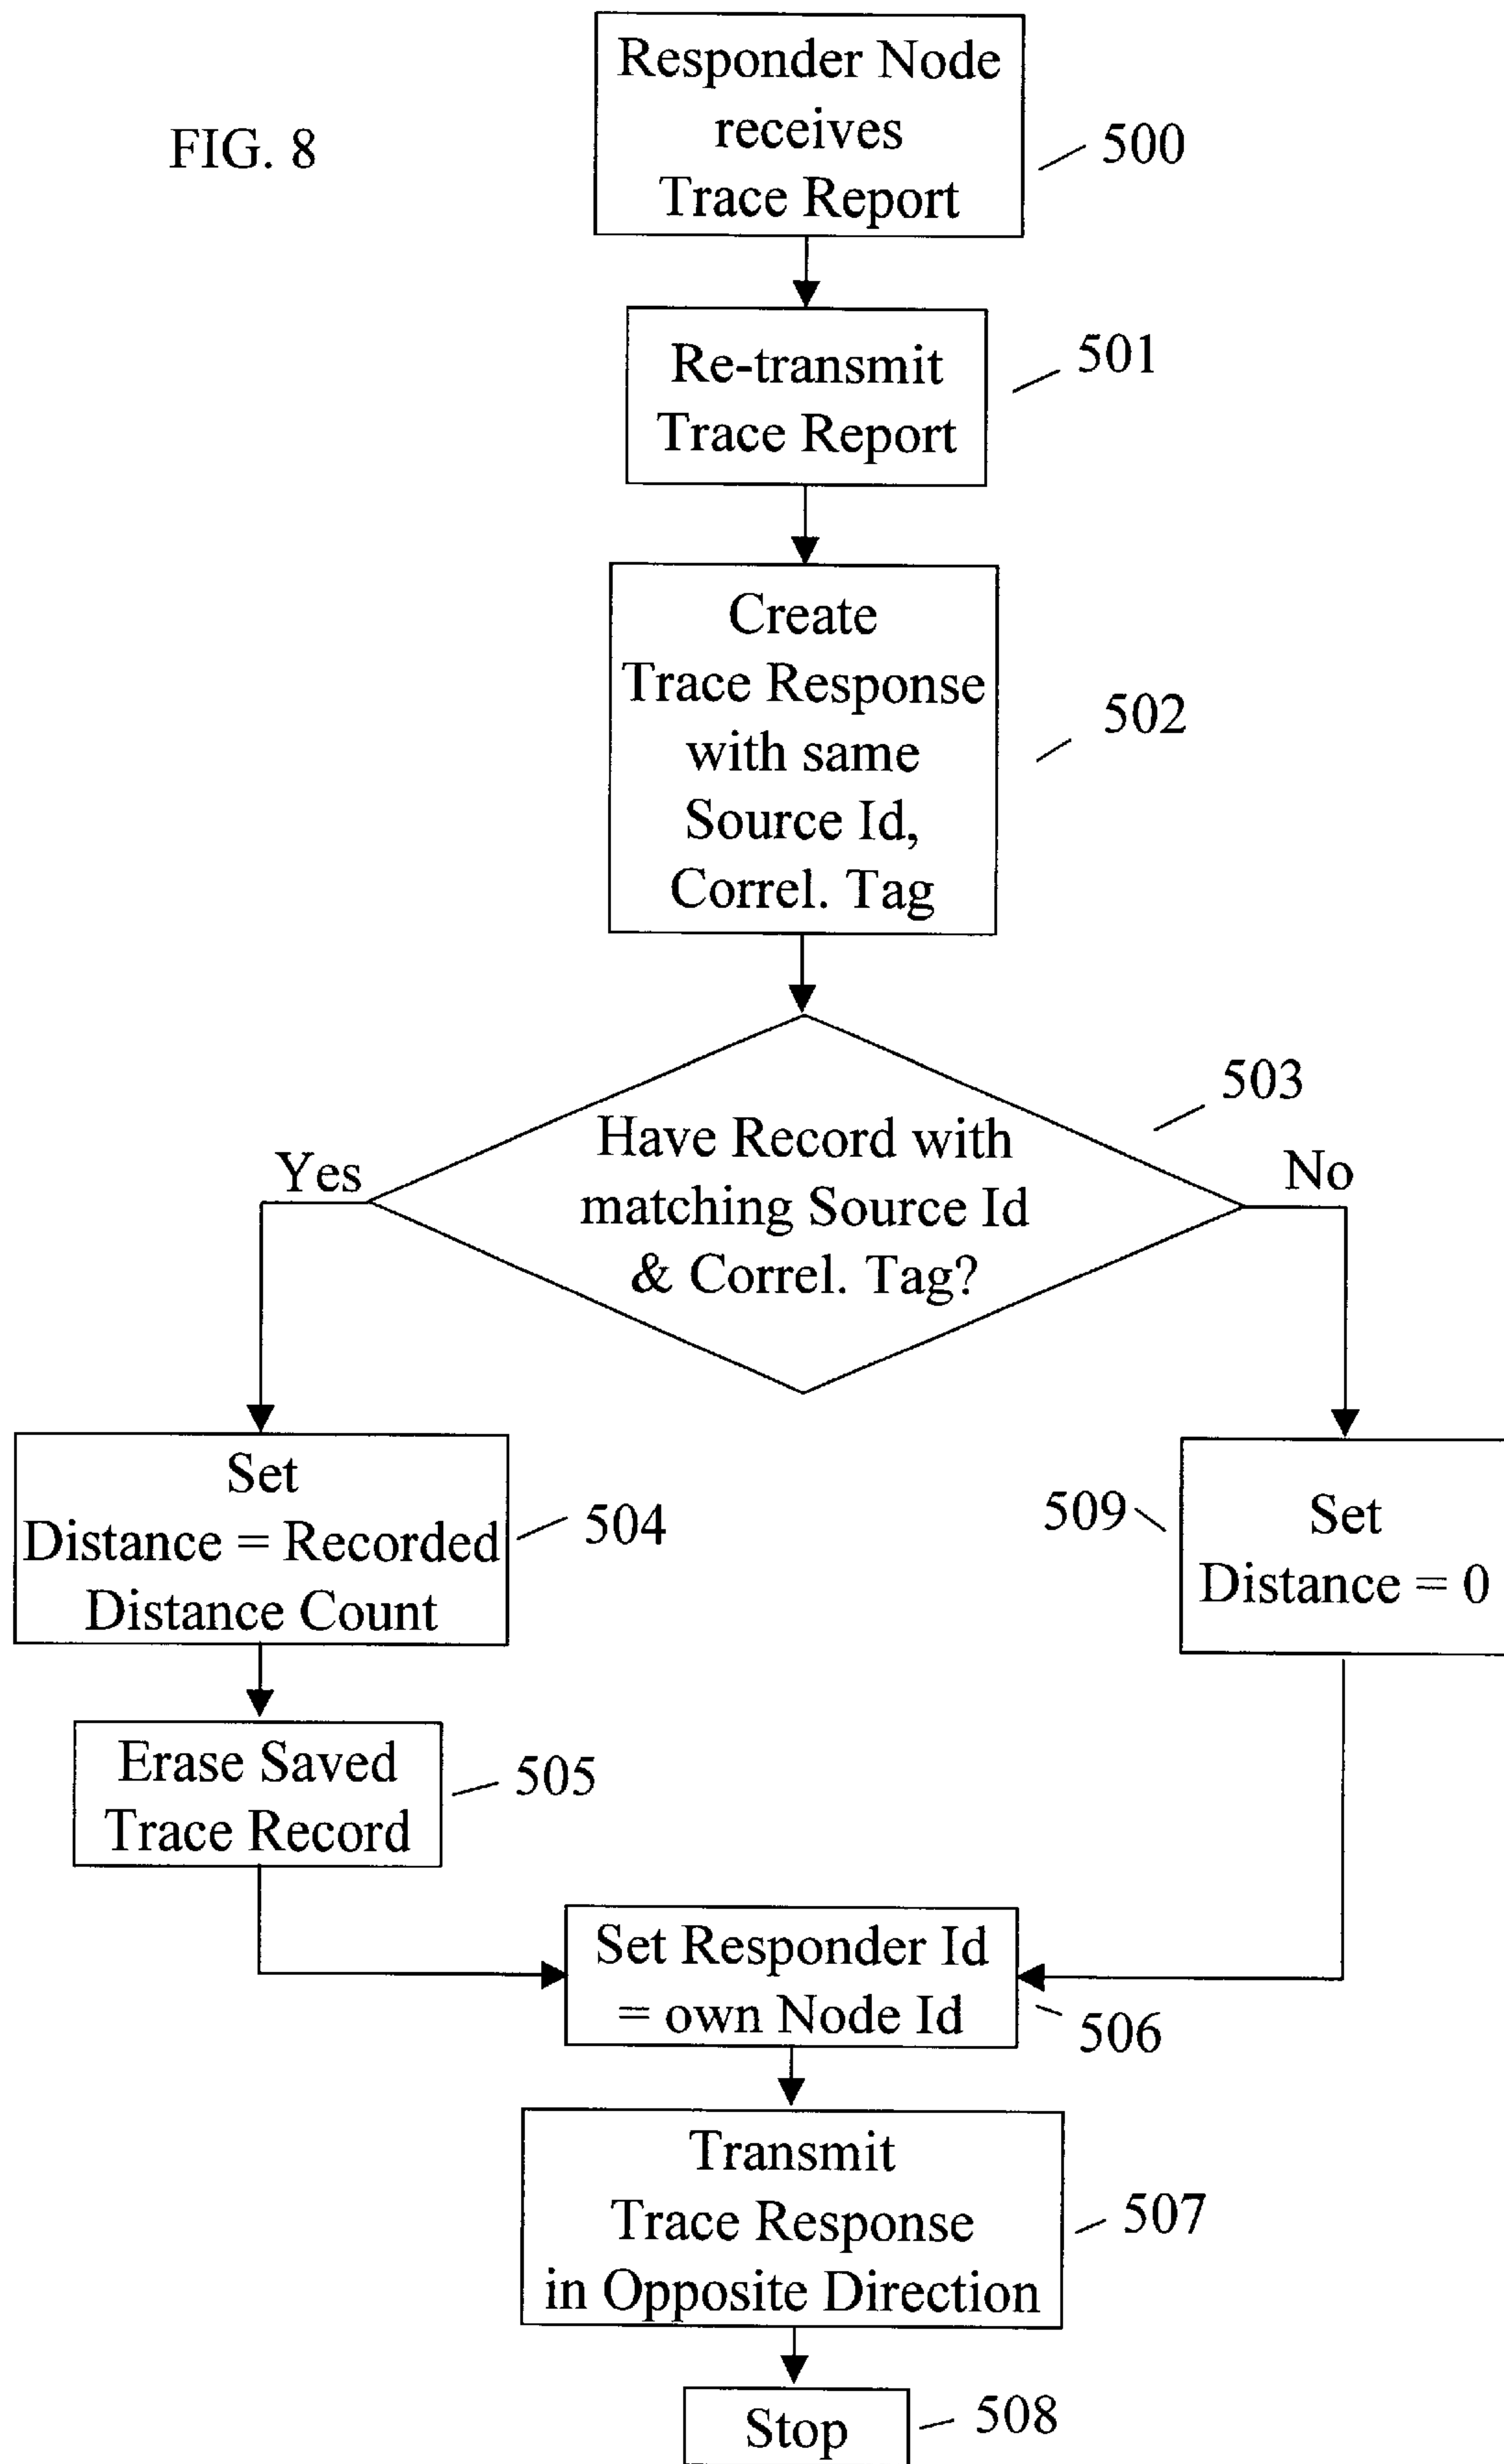 FIG. 8
Responder Node
receives
Trace Report
500
Re-transmit
Trace Report
501
Create
Trace Response
with same
Source Id,
Correl. Tag
502
Have Record with
matching Source Id
& Correl. Tag?
503
Yes
No
Set
Distance = Recorded
Distance Count
504
509
Set
Distance = 0
Erase Saved
Trace Record
505
Set Responder Id
= own Node Id
506
Transmit
Trace Response
in Opposite Direction
507
Stop
508